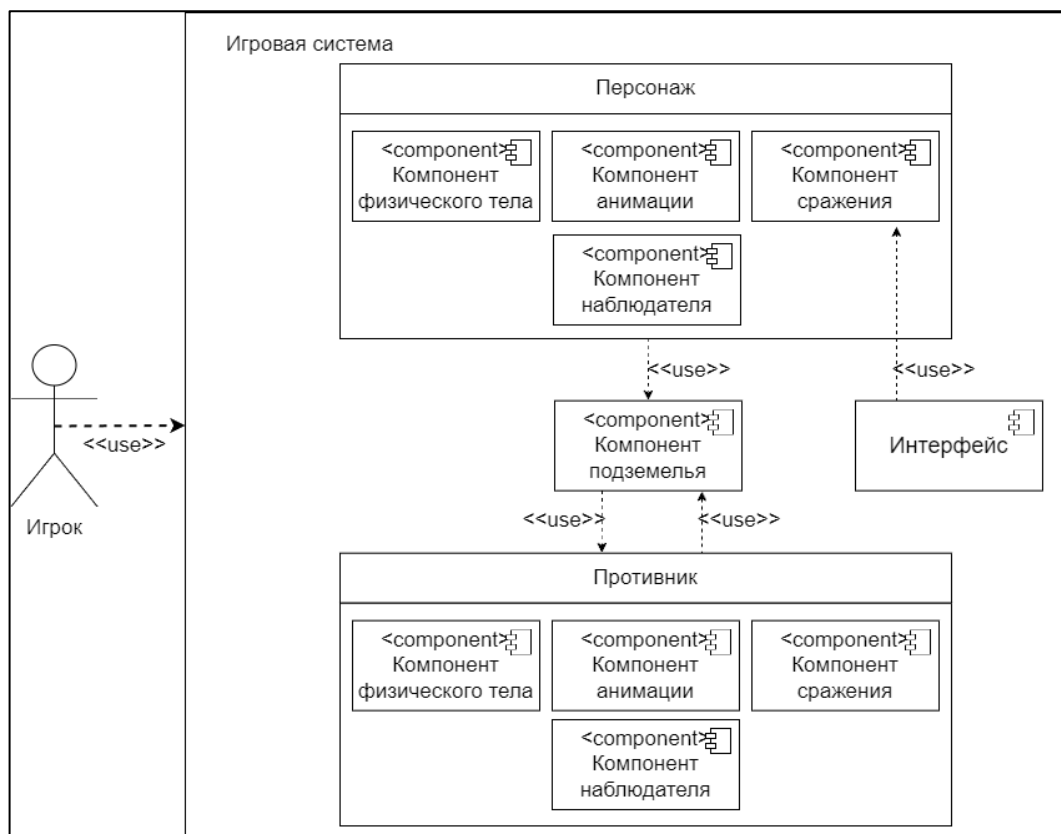 Игровая система
Персонаж
<component>
Компонент
физического тела
<component>
Компонент
анимации
<component>
Компонент
сражения
<component>
Компонент
наблюдателя
<<use>>
<<use>>
<<use>>
Игрок
<component>
Компонент
подземелья
Интерфейс
<<use>>
<<use>>
Противник
<component>
Компонент
физического тела
<component>
Компонент
анимации
<component>
Компонент
сражения
<component>
Компонент
наблюдателя